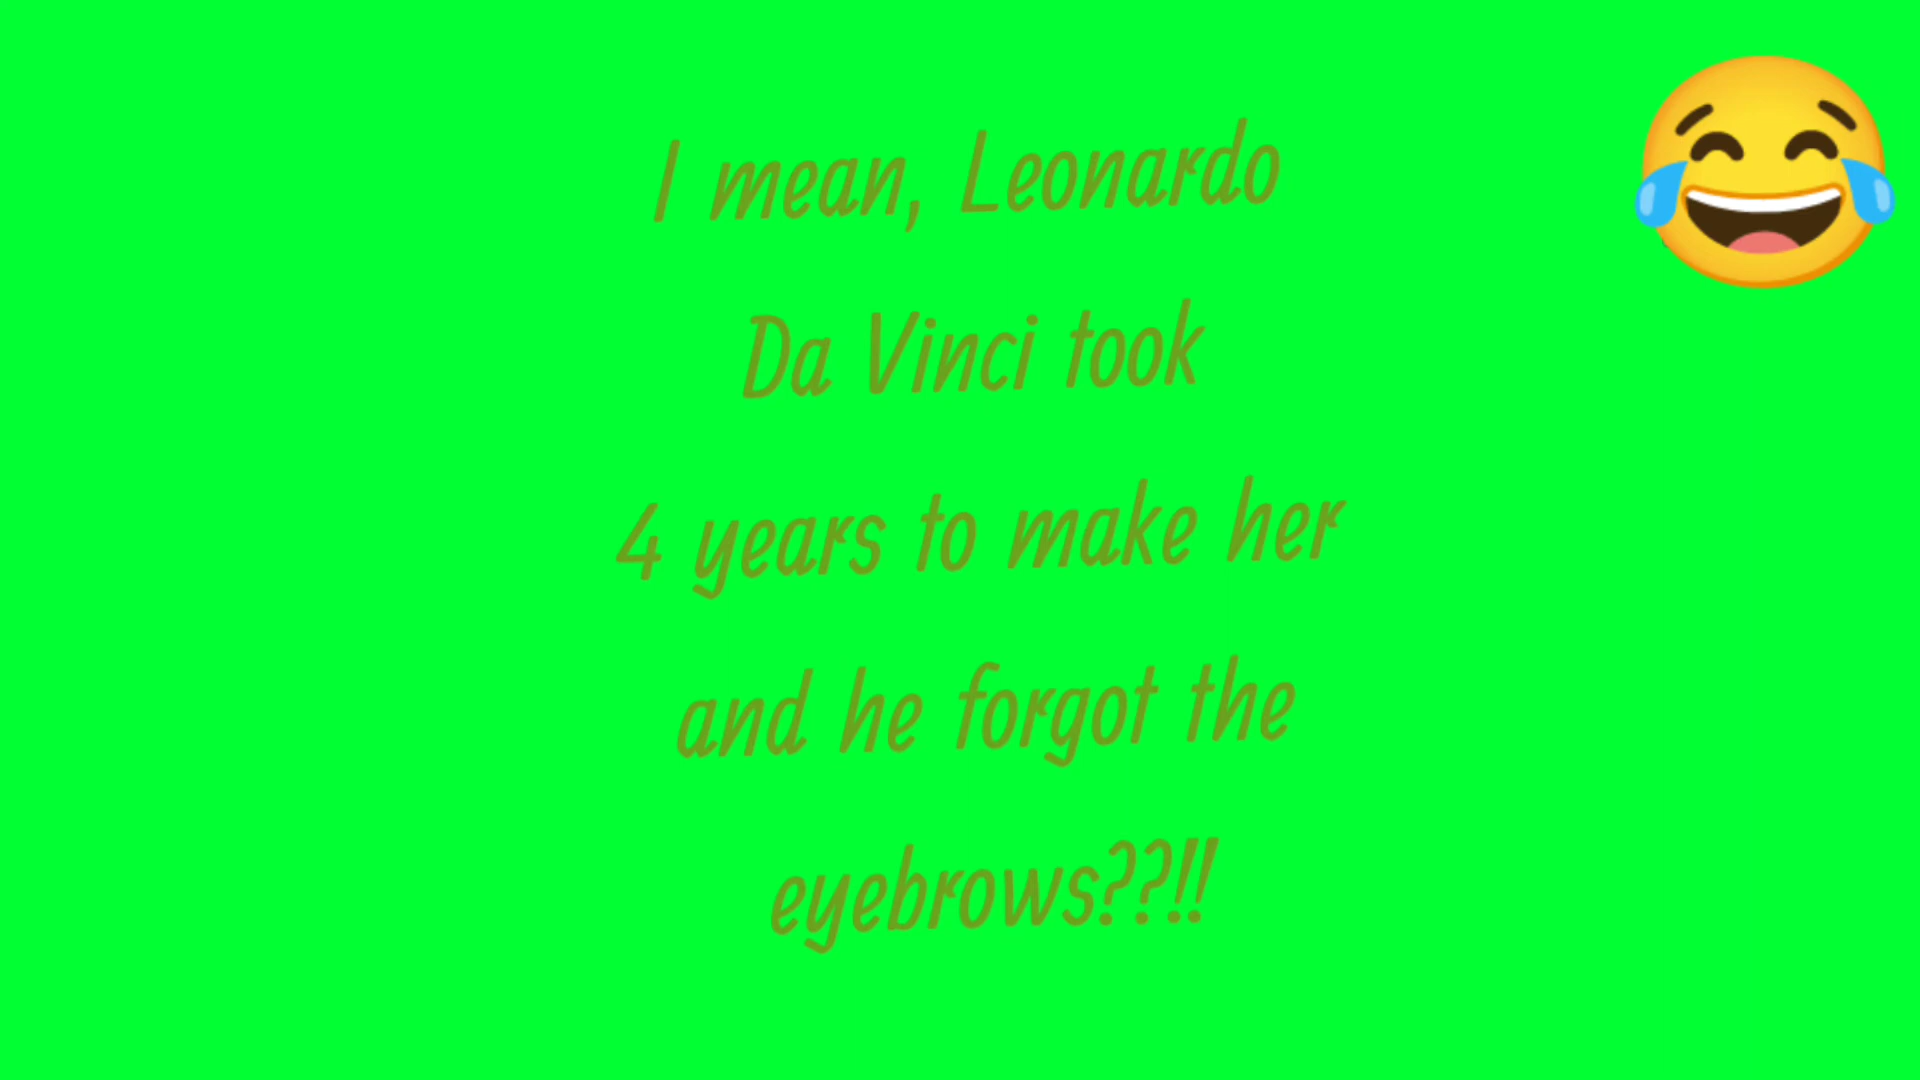 I mean, Leonardo
Da Vinci took
4 years to make her
and he forgot the
eyebrows??!!